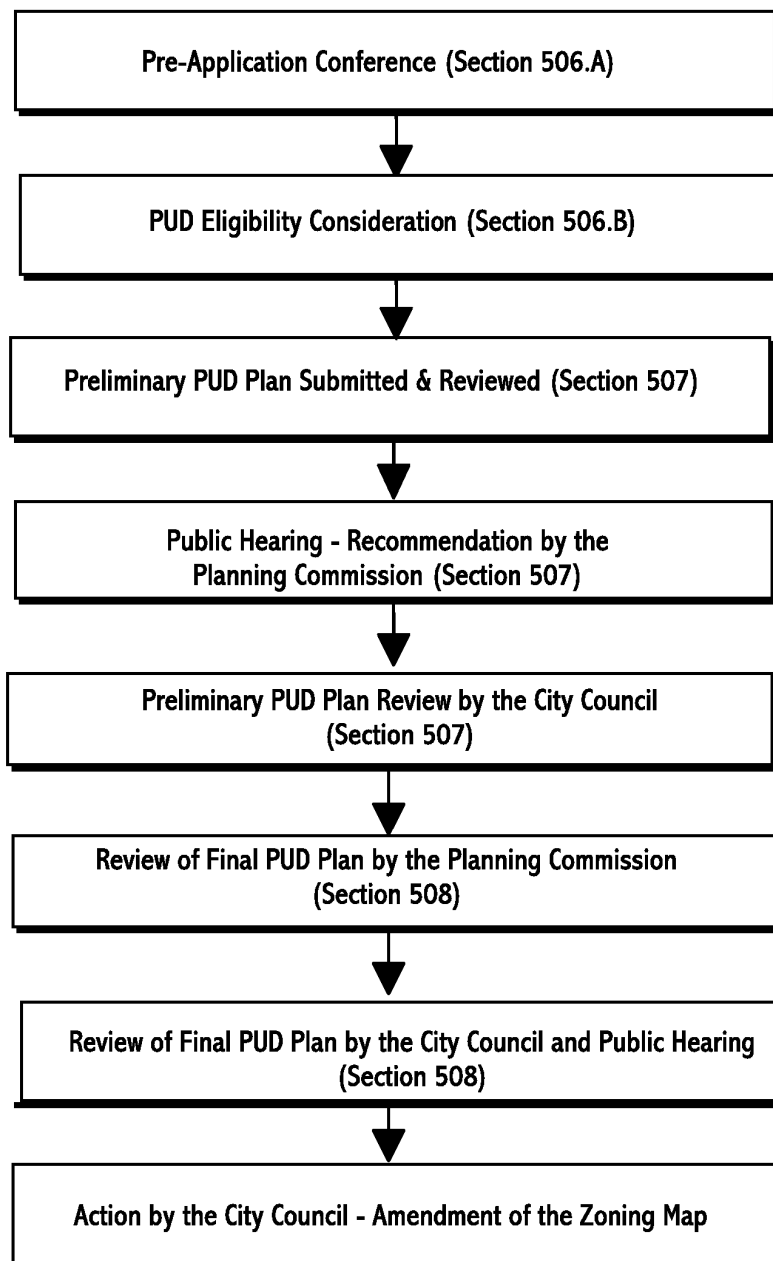 Pre-Application Conference (Section 506.A)
PUD Eligibility Consideration (Section 506.B)
Preliminary PUD Plan Submitted & Reviewed (Section 507)
Public Hearing - Recommendation by the
Planning Commission (Section 507)
Preliminary PUD Plan Review by the City Council
(Section 507)
Review of Final PUD Plan by the Planning Commission
(Section 508)
Review of Final PUD Plan by the City Council and Public Hearing
(Section 508)
Action by the City Council - Amendment of the Zoning Map